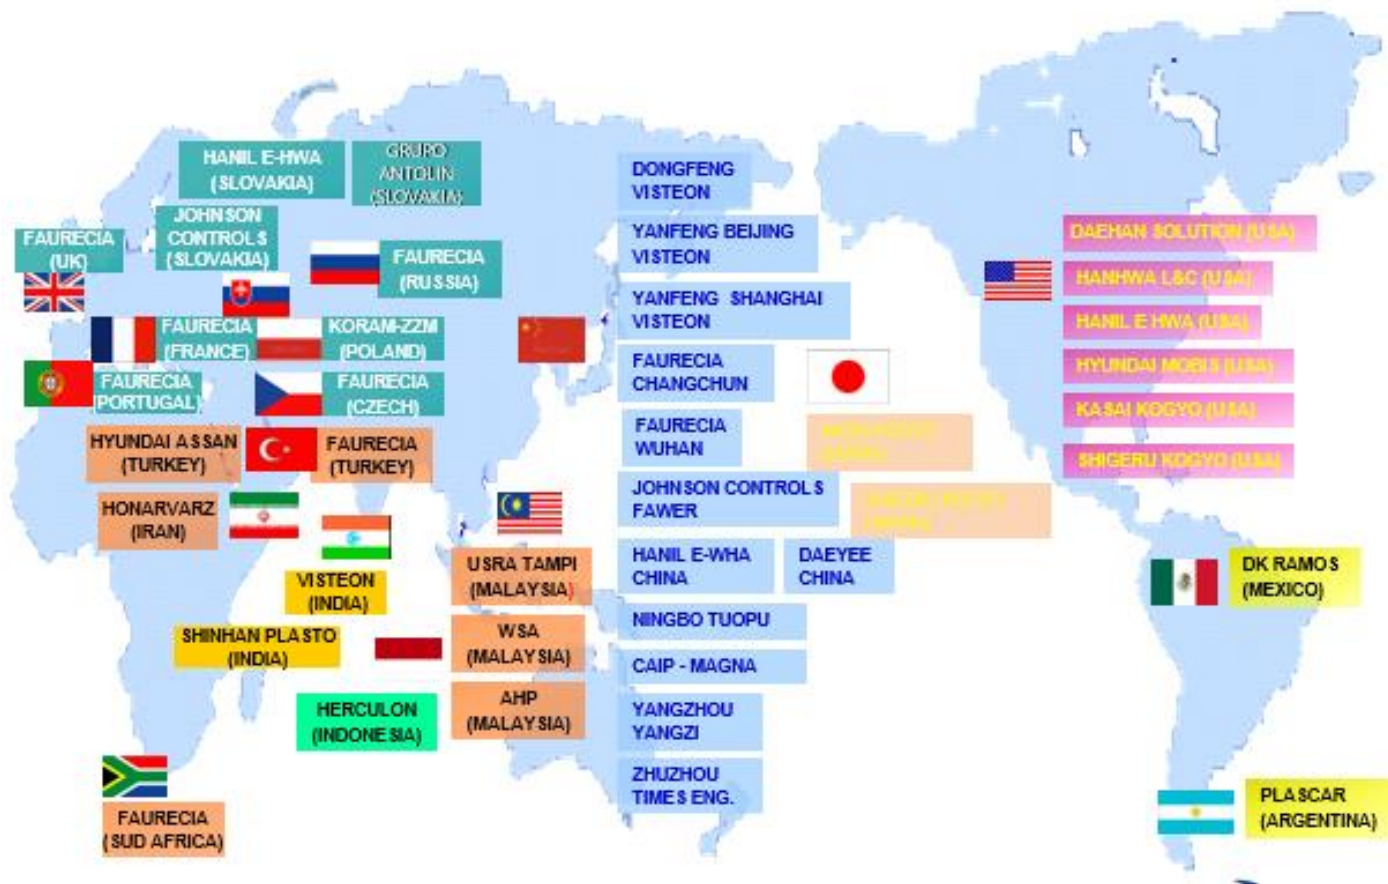 HANIL E-HWA
(SLOVAKIA)
GRUPO
ANTOLIN
(SLOVAKIA)
JOHNSON
CONTROLS
(SLOVAKIA)
FAURECIA
(UK)
FAURECIA
(RUSSIA)
FAURECIA
(FRANCE)
KORAM-ZZM
(POLAND)
FAURECIA
(PORTUGAL)
FAURECIA
(CZECH)
HYUNDAI ASSAN
(TURKEY)
FAURECIA
(TURKEY)
HONARVARZ
(IRAN)
VISTEON
(INDIA)
SHINHAN PLASTO
(INDIA)
HERCULON
(INDONESIA)
USRA TAMPI
(MALAYSIA)
WSA
(MALAYSIA)
AHP
(MALAYSIA)
FAURECIA
(SUD AFRICA)
DONGFENG
VISTEON
YANFENG BEIJING
VISTEON
YANFENG SHANGHAI
VISTEON
FAURECIA
CHANGCHUN
FAURECIA
WUHAN
JOHNSON CONTROLS
FAWER
HANIL E-WHA
CHINA
DAEYEE
CHINA
NINGBO TUOPU
CAIP - MAGNA
YANGZHOU
YANGZI
ZHUZHOU
TIMES ENG.
DAEHAN SOLUTION (USA)
HANHWA L&C (USA)
HANIL E HWA (USA)
HYUNDAI MOBIS (USA)
KASAI KOGYO (USA)
SHIGERU KOGYO (USA)
DK RAMOS
(MEXICO)
PLASCAR
(ARGENTINA)